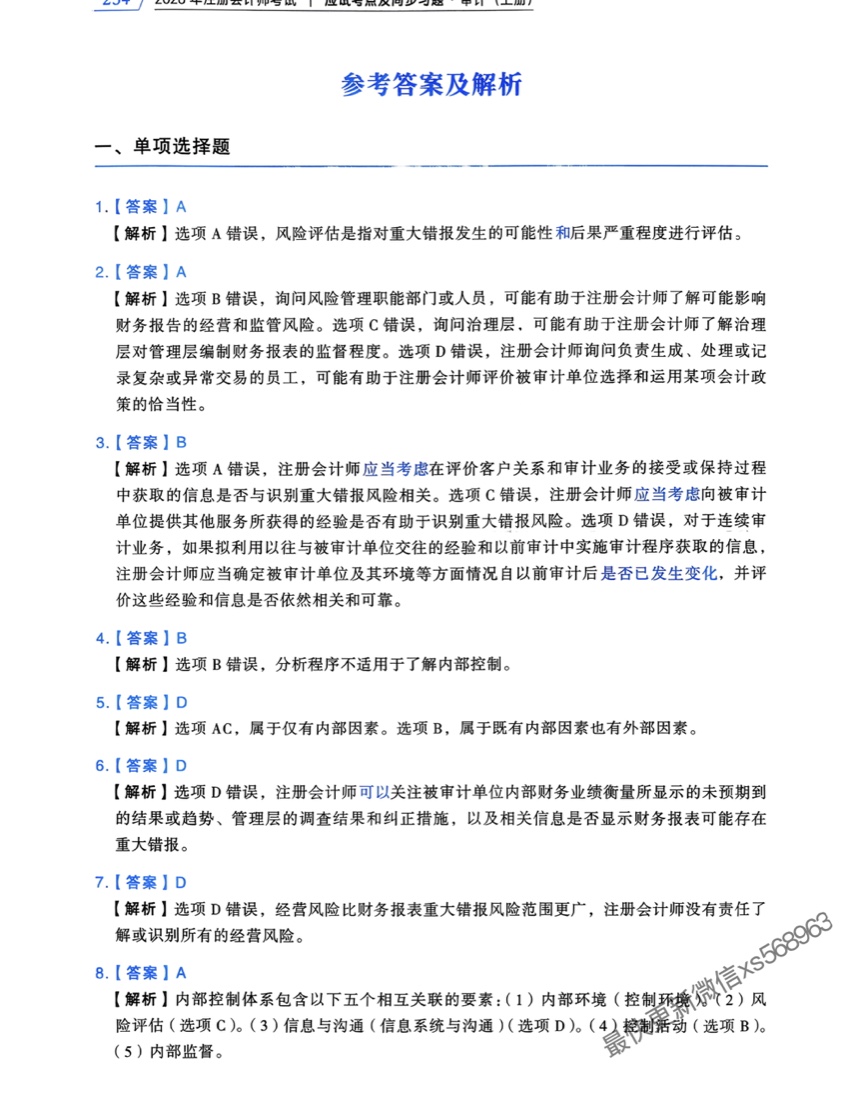 234 2026年注册会计师考试 | 应试考点及同步习题·审计（上册）
参考答案及解析
一、单项选择题
1.【答案】A
【解析】选项 A 错误，风险评估是指对重大错报发生的可能性和后果严重程度进行评估。
2.【答案】A
【解析】选项 B 错误，询问风险管理职能部门或人员，可能有助于注册会计师了解可能影响
财务报告的经营和监管风险。选项 C 错误，询问治理层，可能有助于注册会计师了解治理
层对管理层编制财务报表的监督程度。选项 D 错误，注册会计师询问负责生成、处理或记
录复杂或异常交易的员工，可能有助于注册会计师评价被审计单位选择和运用某项会计政
策的恰当性。
3.【答案】B
【解析】选项 A 错误，注册会计师应当考虑在评价客户关系和审计业务的接受或保持过程
中获取的信息是否与识别重大错报风险相关。选项 C 错误，注册会计师应当考虑向被审计
单位提供其他服务所获得的经验是否有助于识别重大错报风险。选项 D 错误，对于连续审
计业务，如果拟利用以往与被审计单位交往的经验和以前审计中实施审计程序获取的信息，
注册会计师应当确定被审计单位及其环境等方面情况自以前审计后是否已发生变化，并评
价这些经验和信息是否依然相关和可靠。
4.【答案】B
【解析】选项 B 错误，分析程序不适用于了解内部控制。
5.【答案】D
【解析】选项 AC，属于仅有内部因素。选项 B，属于既有内部因素也有外部因素。
6.【答案】D
【解析】选项 D 错误，注册会计师可以关注被审计单位内部财务业绩衡量所显示的未预期到
的结果或趋势、管理层的调查结果和纠正措施，以及相关信息是否显示财务报表可能存在
重大错报。
7.【答案】D
【解析】选项 D 错误，经营风险比财务报表重大错报风险范围更广，注册会计师没有责任了
解或识别所有的经营风险。
8.【答案】A
【解析】内部控制体系包含以下五个相互关联的要素：（1）内部环境（控制环境）。（2）风
险评估（选项 C）。（3）信息与沟通（信息系统与沟通）（选项 D）。（4）控制活动（选项 B）。
（5）内部监督。
最快更新微信xs568963